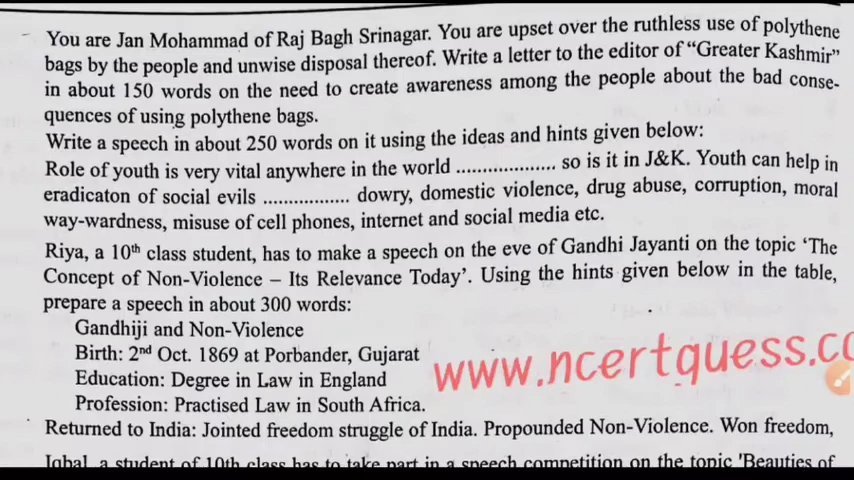 You are Jan Mohammad of Raj Bagh Srinagar. You are upset over the ruthless use of polythene
bags by the people and unwise disposal thereof. Write a letter to the editor of “Greater Kashmir”
in about 150 words on the need to create awareness among the people about the bad conse-
quences of using polythene bags.
Write a speech in about 250 words on it using the ideas and hints given below:
Role of youth is very vital anywhere in the world ................... so is it in J&K. Youth can help in
eradicaton of social evils ................. dowry, domestic violence, drug abuse, corruption, moral
way-wardness, misuse of cell phones, internet and social media etc.
Riya, a 10th class student, has to make a speech on the eve of Gandhi Jayanti on the topic ‘The
Concept of Non-Violence – Its Relevance Today’. Using the hints given below in the table,
prepare a speech in about 300 words:
Gandhiji and Non-Violence
Birth: 2nd Oct. 1869 at Porbander, Gujarat
Education: Degree in Law in England
Profession: Practised Law in South Africa.
www.ncertguess.co
Returned to India: Jointed freedom struggle of India. Propounded Non-Violence. Won freedom,
Iqbal, a student of 10th class has to take part in a speech competition on the topic 'Beauties of